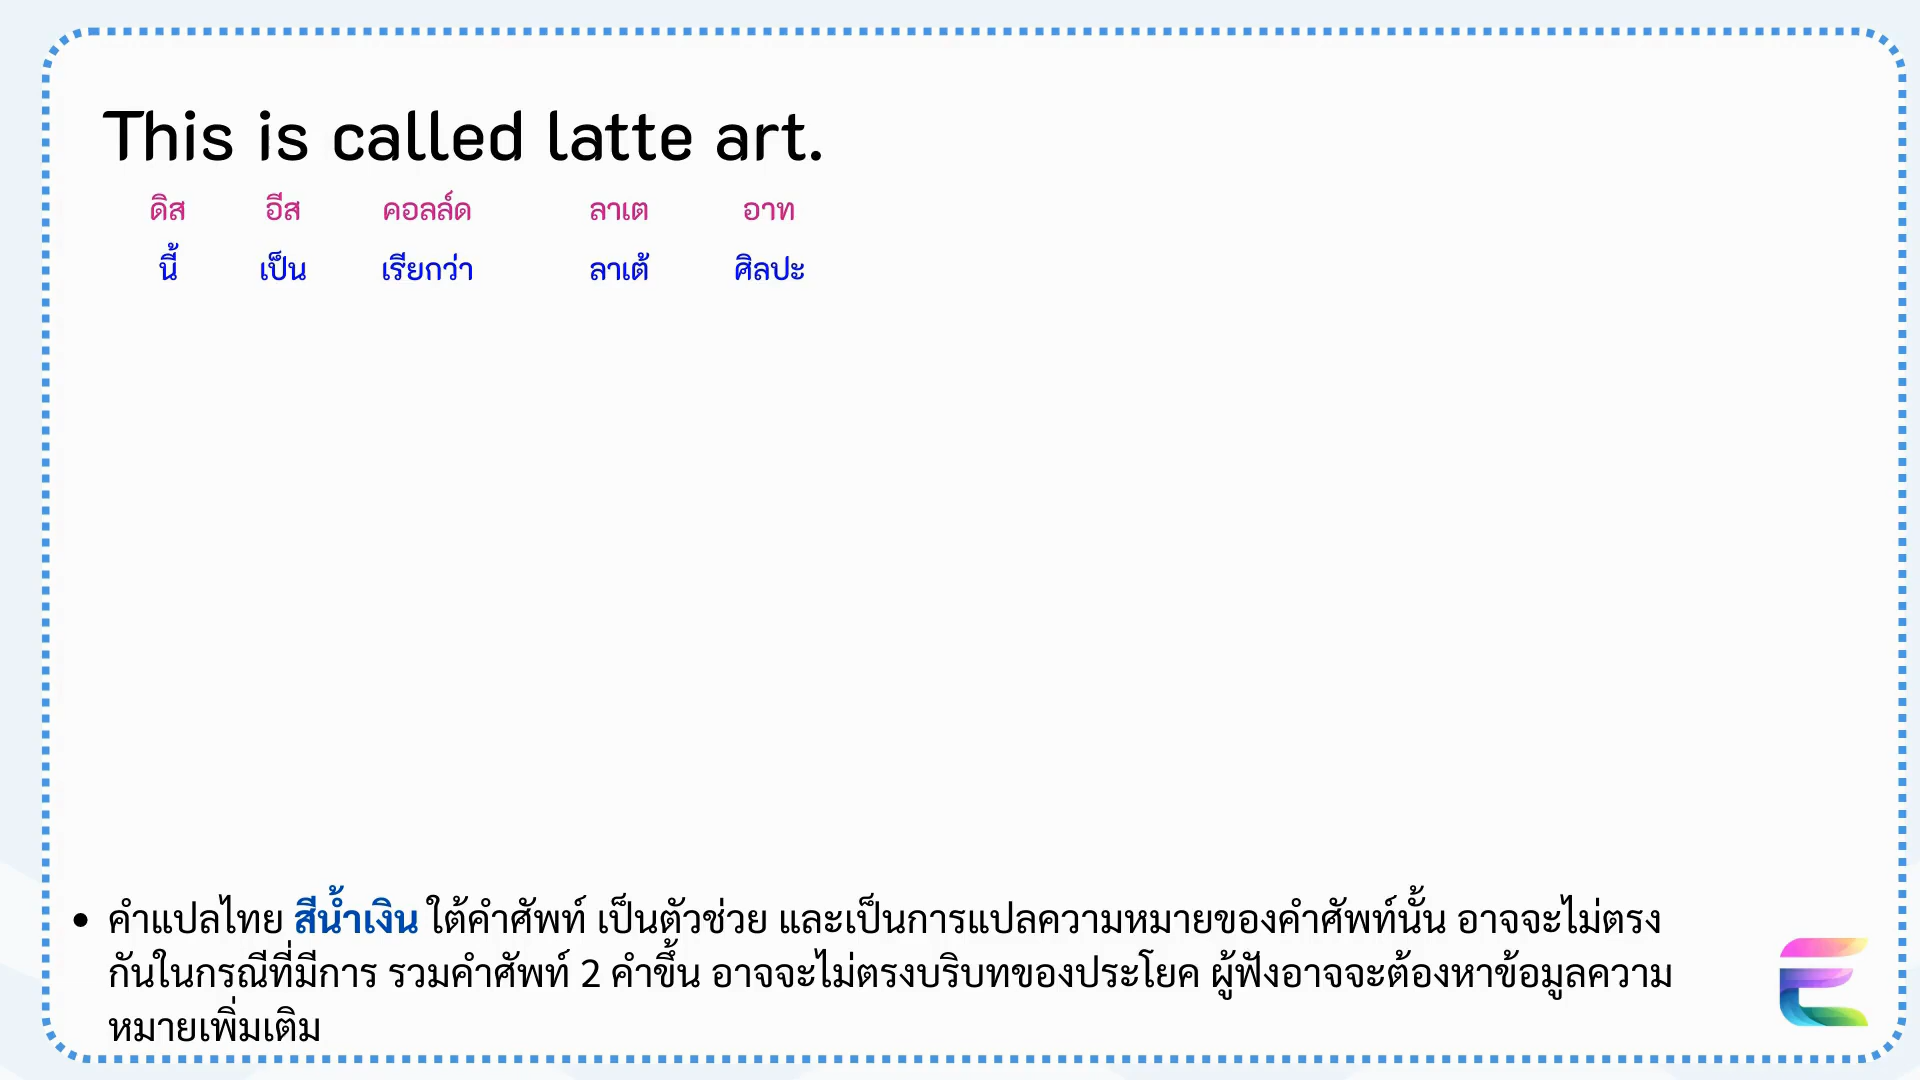 This is called latte art.
ดิส อีส คอลล์ด ลาเต อาท
นี้ เป็น เรียกว่า ลาเต้ ศิลปะ
• คำแปลไทย สีน้ำเงิน ใต้คำศัพท์ เป็นตัวช่วย และเป็นการแปลความหมายของคำศัพท์นั้น อาจจะไม่ตรง
กันในกรณีที่มีการ รวมคำศัพท์ 2 คำขึ้น อาจจะไม่ตรงบริบทของประโยค ผู้ฟังอาจจะต้องหาข้อมูลความ
หมายเพิ่มเติม